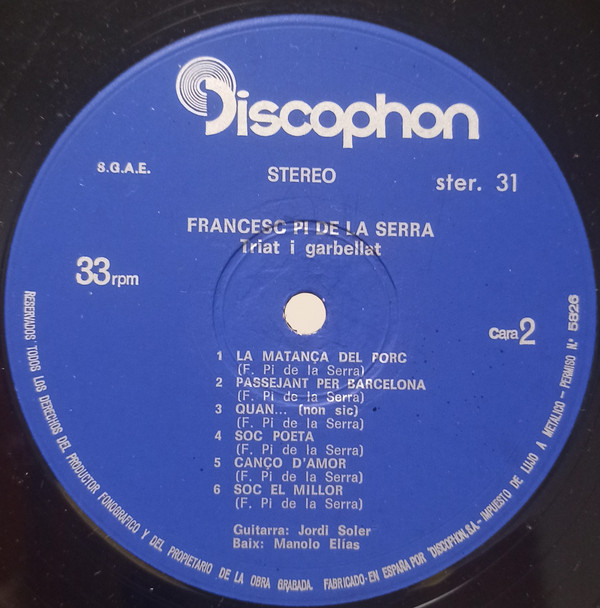 Discophon
S.G.A.E.
STEREO
ster. 31
FRANCESC PI DE LA SERRA
Triat i garbellat
33 rpm
Cara 2
1 LA MATANÇA DEL PORC
(F. Pi de la Serra)
2 PASSEJANT PER BARCELONA
(F. Pi de la Serra)
3 QUAN... (non sic)
(F. Pi de la Serra)
4 SOC POETA
(F. Pi de la Serra)
5 CANÇO D'AMOR
(F. Pi de la Serra)
6 SOC EL MILLOR
(F. Pi de la Serra)
Guitarra: Jordi Soler
Baix: Manolo Elías
RESERVADOS TODOS LOS DERECHOS DEL PRODUCTOR FONOGRAFICO Y DEL PROPIETARIO DE LA OBRA GRABADA. FABRICADO EN ESPAÑA POR "DISCOPHON, S.A. - IMPUESTO DE LUJO A METALICO - PERMISO N.º 5826